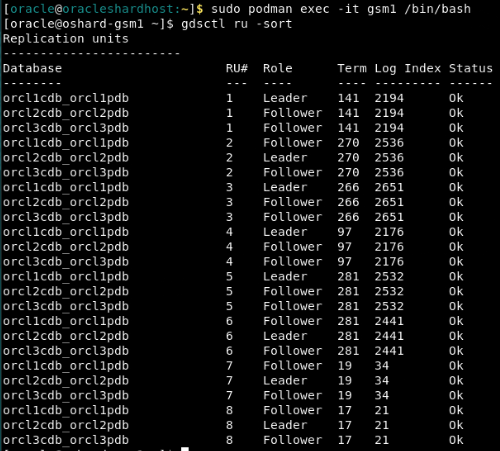 [oracle@oracleshardhost:~]$ sudo podman exec -it gsm1 /bin/bash
[oracle@oshard-gsm1 ~]$ gdsctl ru -sort
Replication units
------------------------
Database RU# Role Term Log Index Status
-------- --- ---- ---- --------- ------
orcl1cdb_orcl1pdb 1 Leader 141 2194 Ok
orcl2cdb_orcl2pdb 1 Follower 141 2194 Ok
orcl3cdb_orcl3pdb 1 Follower 141 2194 Ok
orcl1cdb_orcl1pdb 2 Follower 270 2536 Ok
orcl2cdb_orcl2pdb 2 Leader 270 2536 Ok
orcl3cdb_orcl3pdb 2 Follower 270 2536 Ok
orcl1cdb_orcl1pdb 3 Leader 266 2651 Ok
orcl2cdb_orcl2pdb 3 Follower 266 2651 Ok
orcl3cdb_orcl3pdb 3 Follower 266 2651 Ok
orcl1cdb_orcl1pdb 4 Leader 97 2176 Ok
orcl2cdb_orcl2pdb 4 Follower 97 2176 Ok
orcl3cdb_orcl3pdb 4 Follower 97 2176 Ok
orcl1cdb_orcl1pdb 5 Leader 281 2532 Ok
orcl2cdb_orcl2pdb 5 Follower 281 2532 Ok
orcl3cdb_orcl3pdb 5 Follower 281 2532 Ok
orcl1cdb_orcl1pdb 6 Follower 281 2441 Ok
orcl2cdb_orcl2pdb 6 Leader 281 2441 Ok
orcl3cdb_orcl3pdb 6 Follower 281 2441 Ok
orcl1cdb_orcl1pdb 7 Follower 19 34 Ok
orcl2cdb_orcl2pdb 7 Leader 19 34 Ok
orcl3cdb_orcl3pdb 7 Follower 19 34 Ok
orcl1cdb_orcl1pdb 8 Follower 17 21 Ok
orcl2cdb_orcl2pdb 8 Leader 17 21 Ok
orcl3cdb_orcl3pdb 8 Follower 17 21 Ok